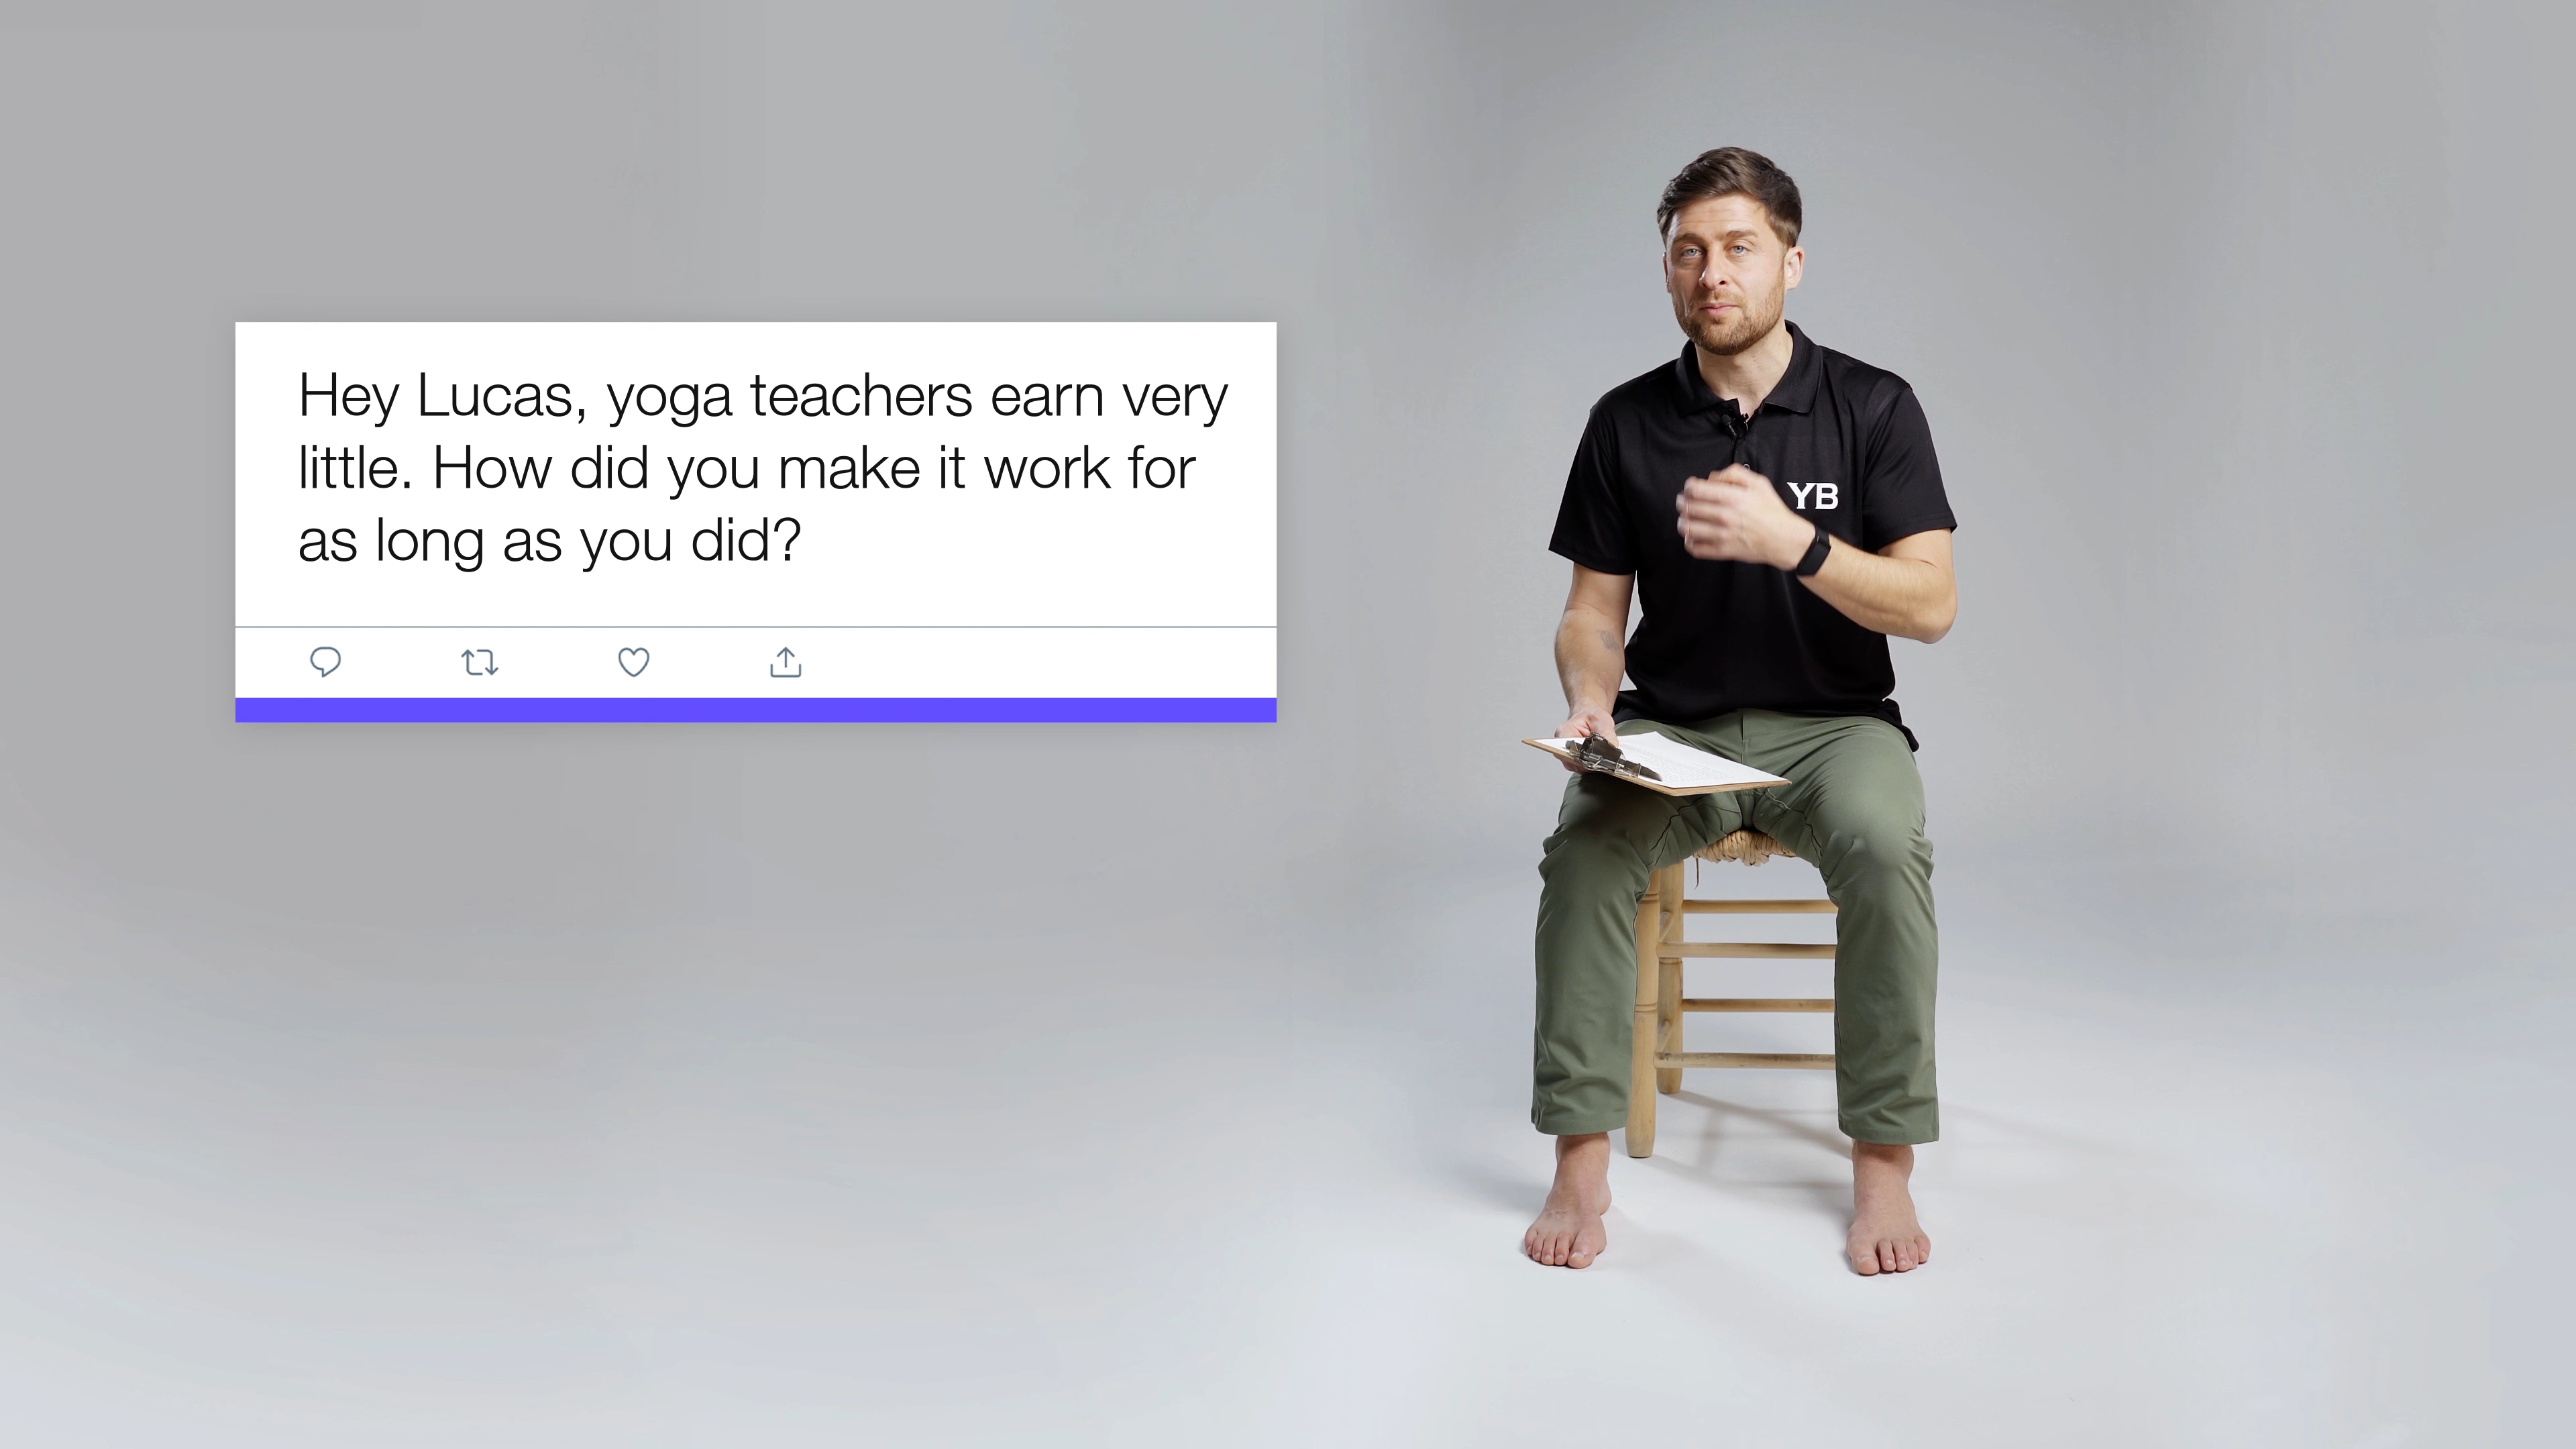 Hey Lucas, yoga teachers earn very
little. How did you make it work for
as long as you did?
YB